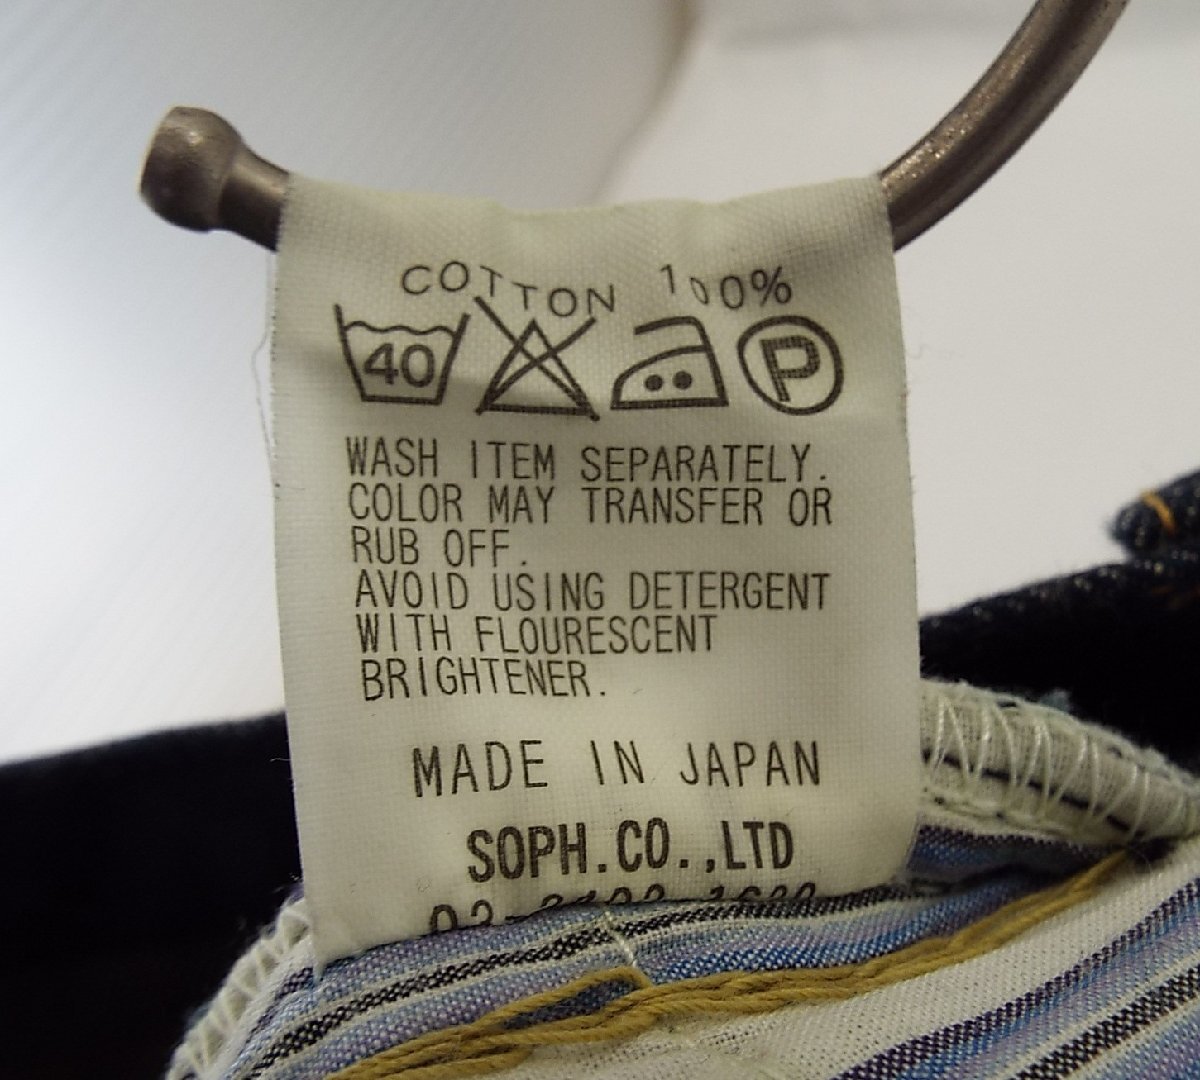 COTTON 100%
40 P
WASH ITEM SEPARATELY.
COLOR MAY TRANSFER OR
RUB OFF.
AVOID USING DETERGENT
WITH FLOURESCENT
BRIGHTENER.
MADE IN JAPAN
SOPH.CO.,LTD